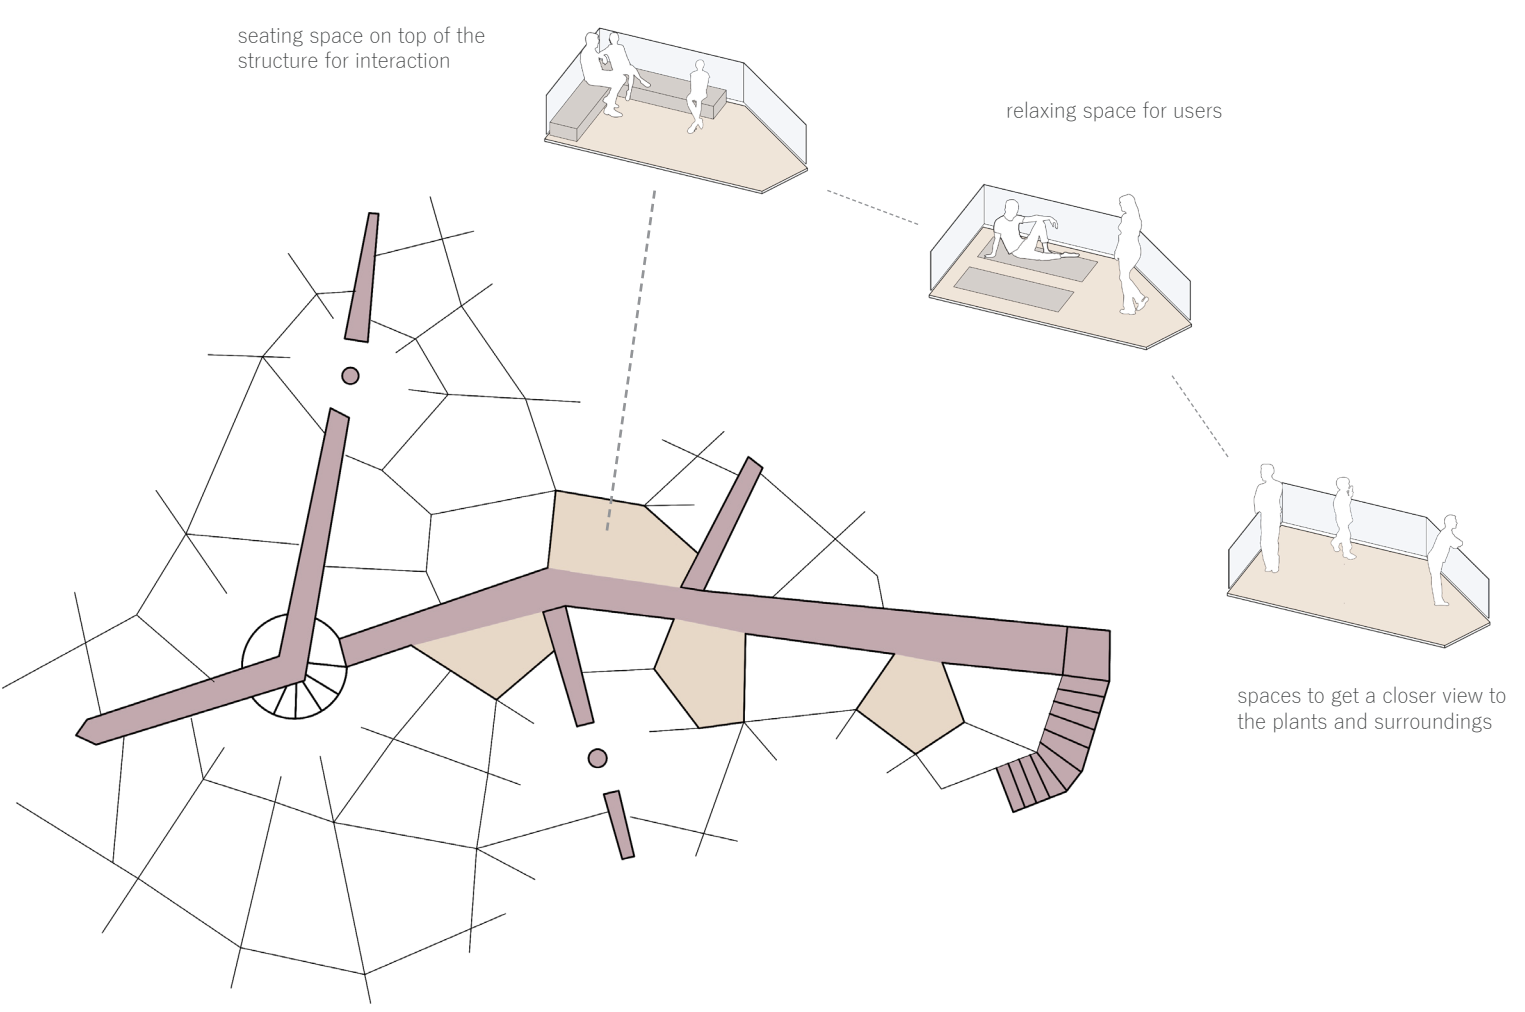 seating space on top of the
structure for interaction
relaxing space for users
spaces to get a closer view to
the plants and surroundings